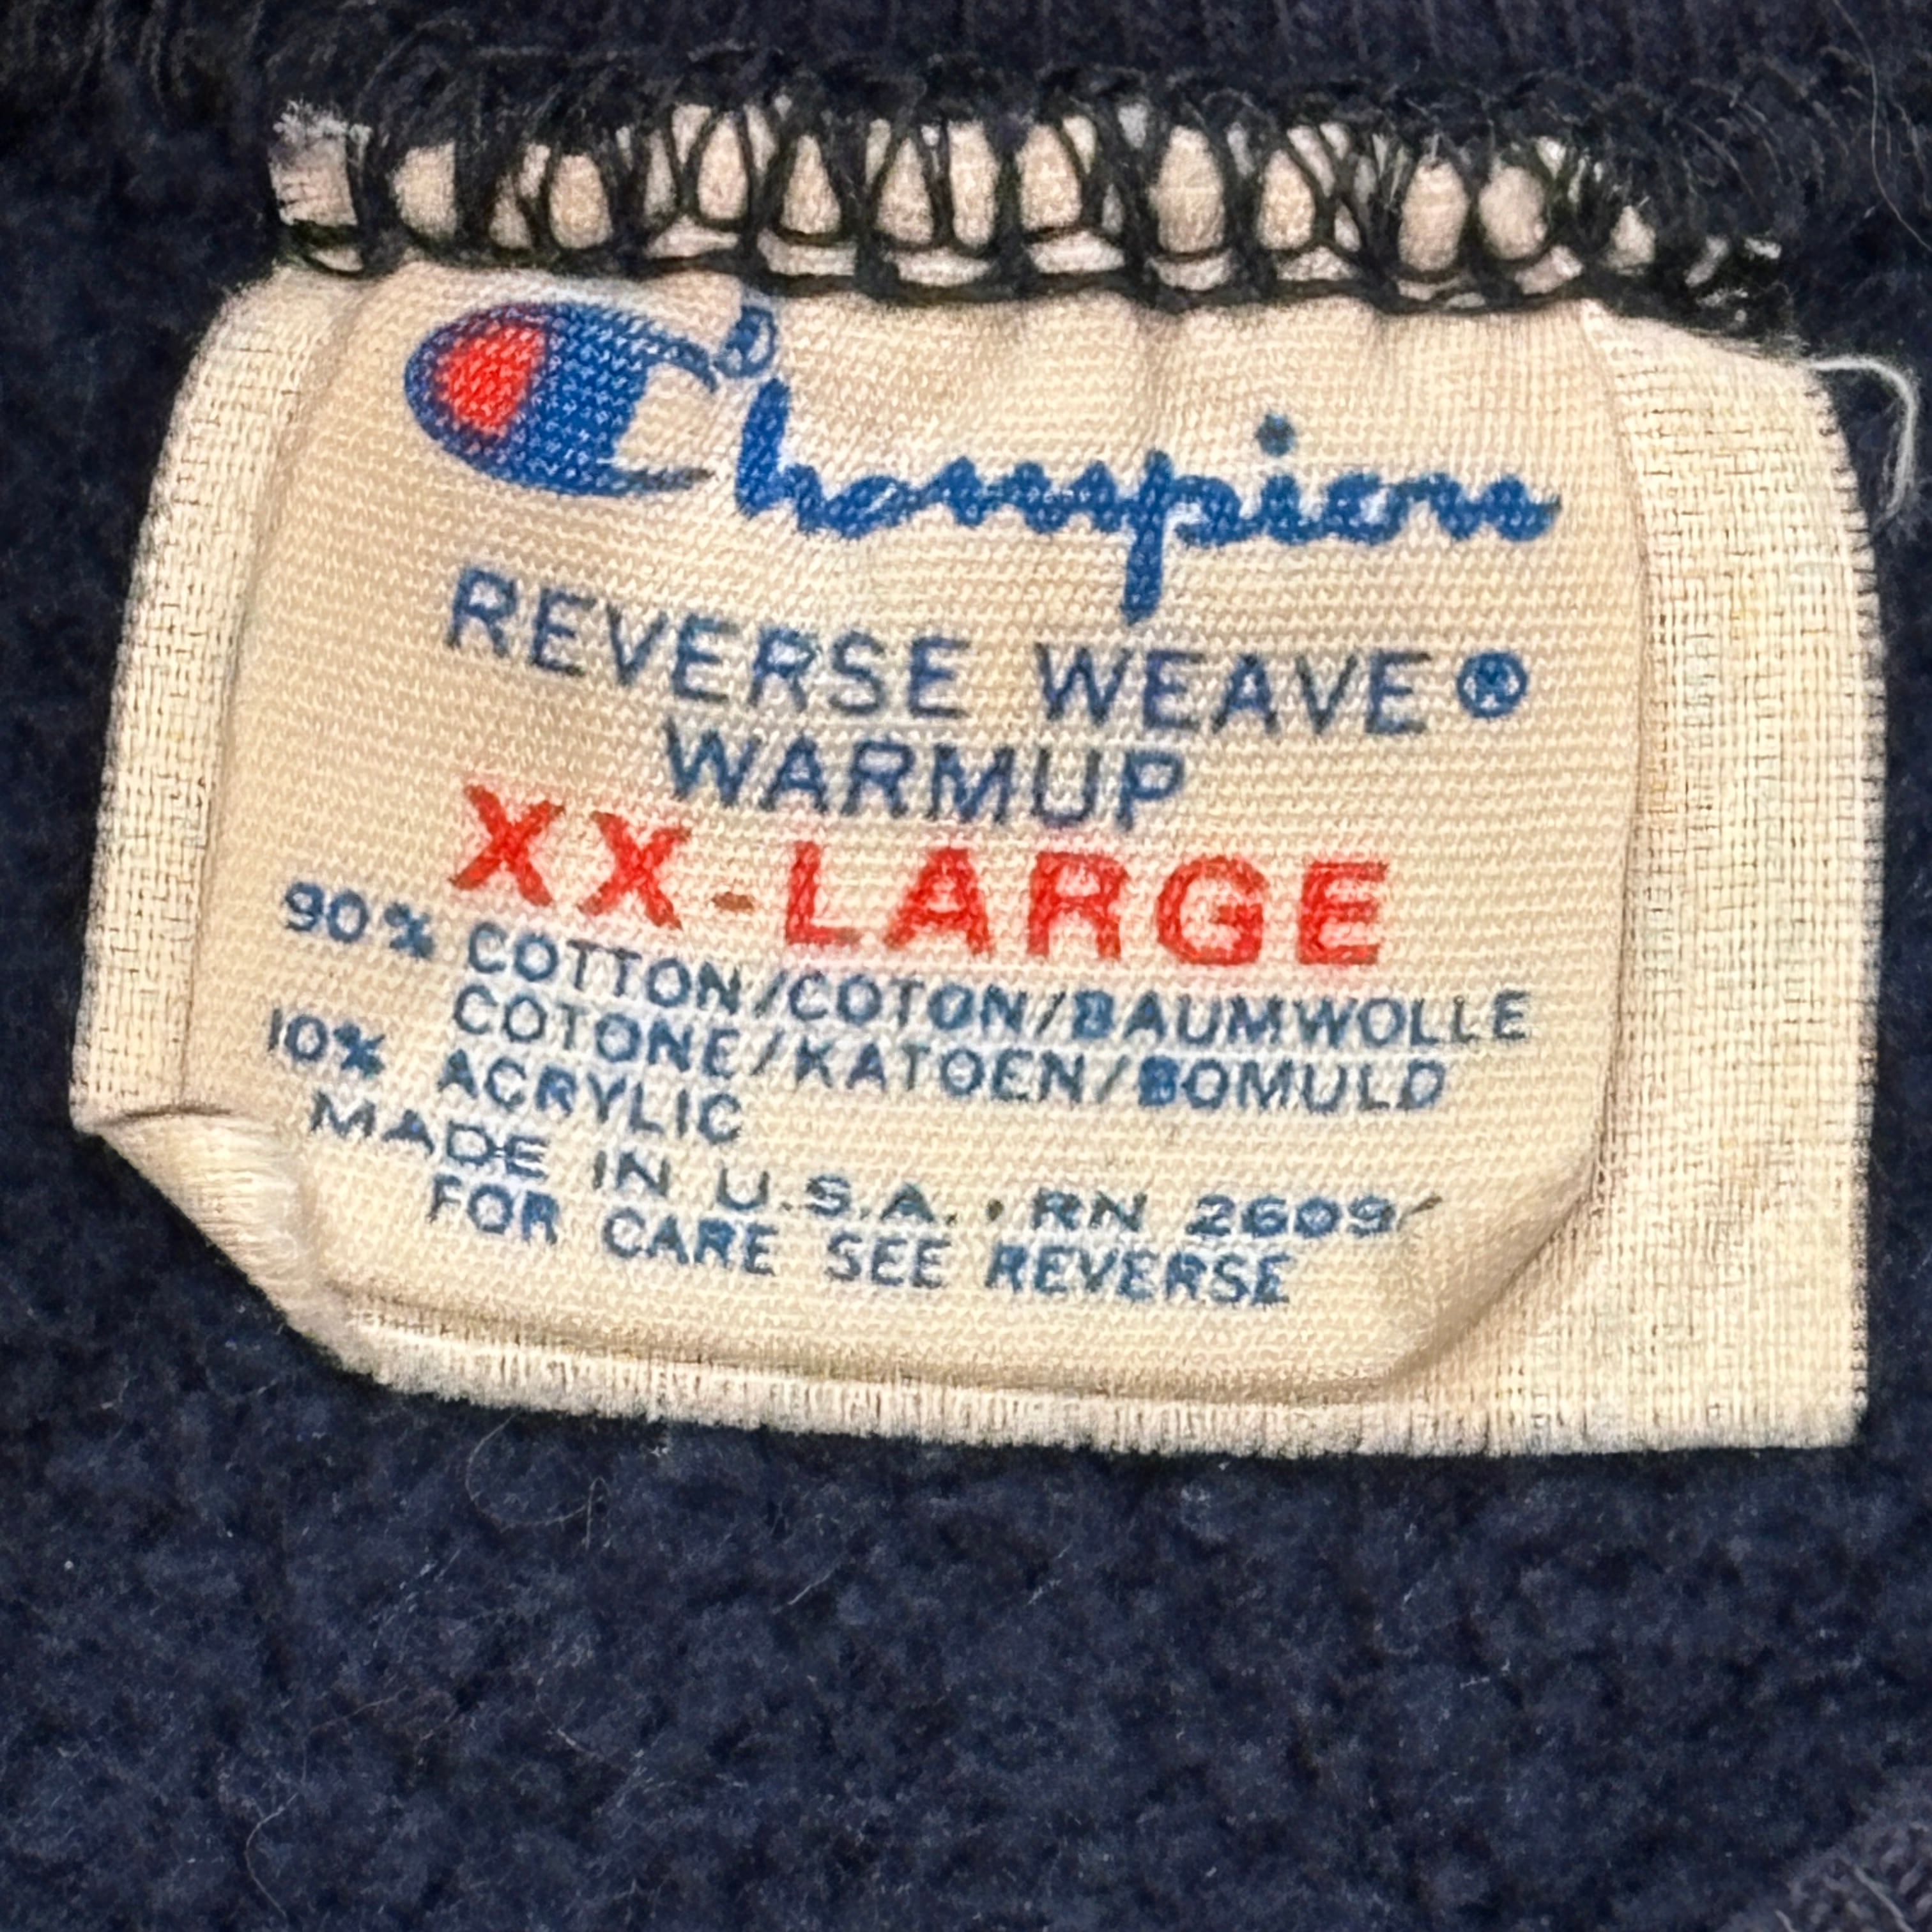 Champion
REVERSE WEAVE®
WARMUP
XX-LARGE
90% COTTON/COTON/BAUMWOLLE
COTONE/KATOEN/BOMULD
10% ACRYLIC
MADE IN U.S.A. • RN 26094
FOR CARE SEE REVERSE